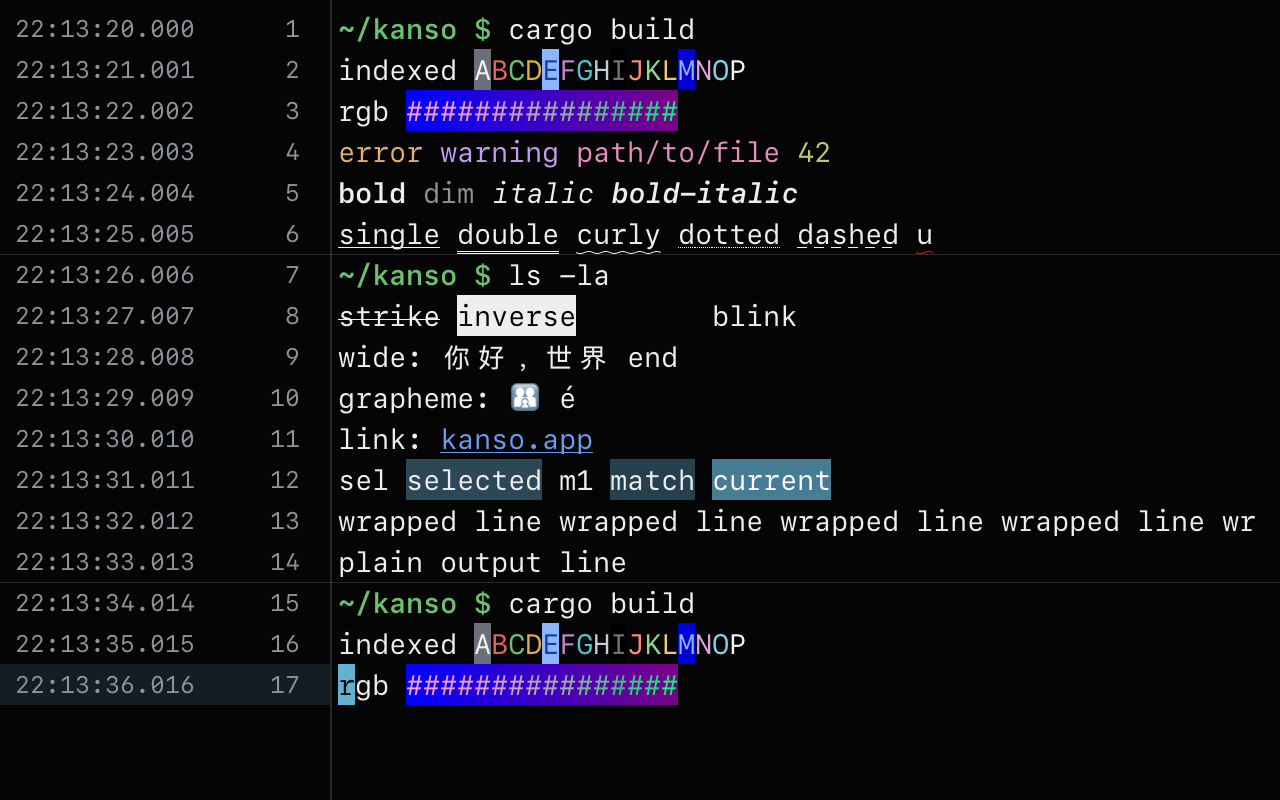 22:13:20.000 1 ~/kanso $ cargo build
22:13:21.001 2 indexed ABCDEFGHIJKLMNOP
22:13:22.002 3 rgb ################
22:13:23.003 4 error warning path/to/file 42
22:13:24.004 5 bold dim italic bold-italic
22:13:25.005 6 single double curly dotted dashed u
22:13:26.006 7 ~/kanso $ ls -la
22:13:27.007 8 strike inverse blink
22:13:28.008 9 wide: 你好，世界 end
22:13:29.009 10 grapheme: 👪 é
22:13:30.010 11 link: kanso.app
22:13:31.011 12 sel selected m1 match current
22:13:32.012 13 wrapped line wrapped line wrapped line wrapped line wr
22:13:33.013 14 plain output line
22:13:34.014 15 ~/kanso $ cargo build
22:13:35.015 16 indexed ABCDEFGHIJKLMNOP
22:13:36.016 17 rgb ################